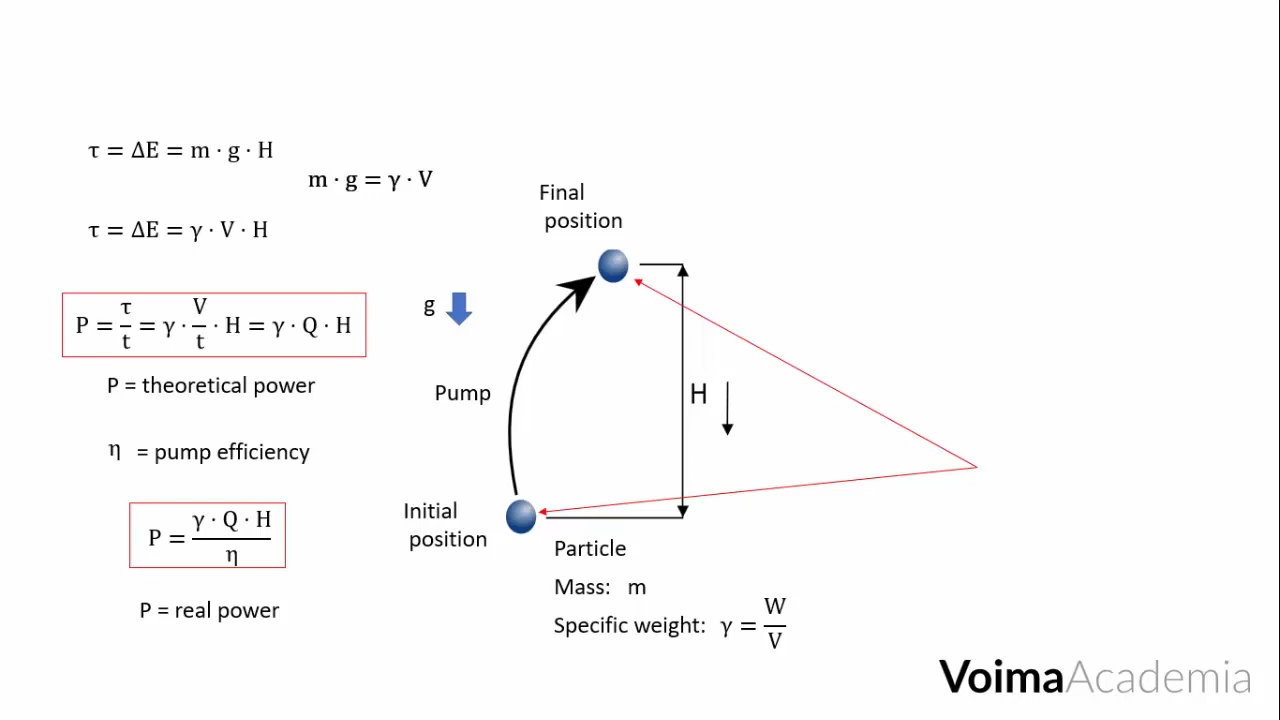 τ = ΔE = m · g · H
m · g = γ · V
τ = ΔE = γ · V · H
P = τ/t = γ · V/t · H = γ · Q · H
P = theoretical power
η = pump efficiency
P = γ · Q · H / η
P = real power
Final
position
g
Pump
H
Initial
position
Particle
Mass: m
Specific weight: γ = W/V
VoimaAcademia